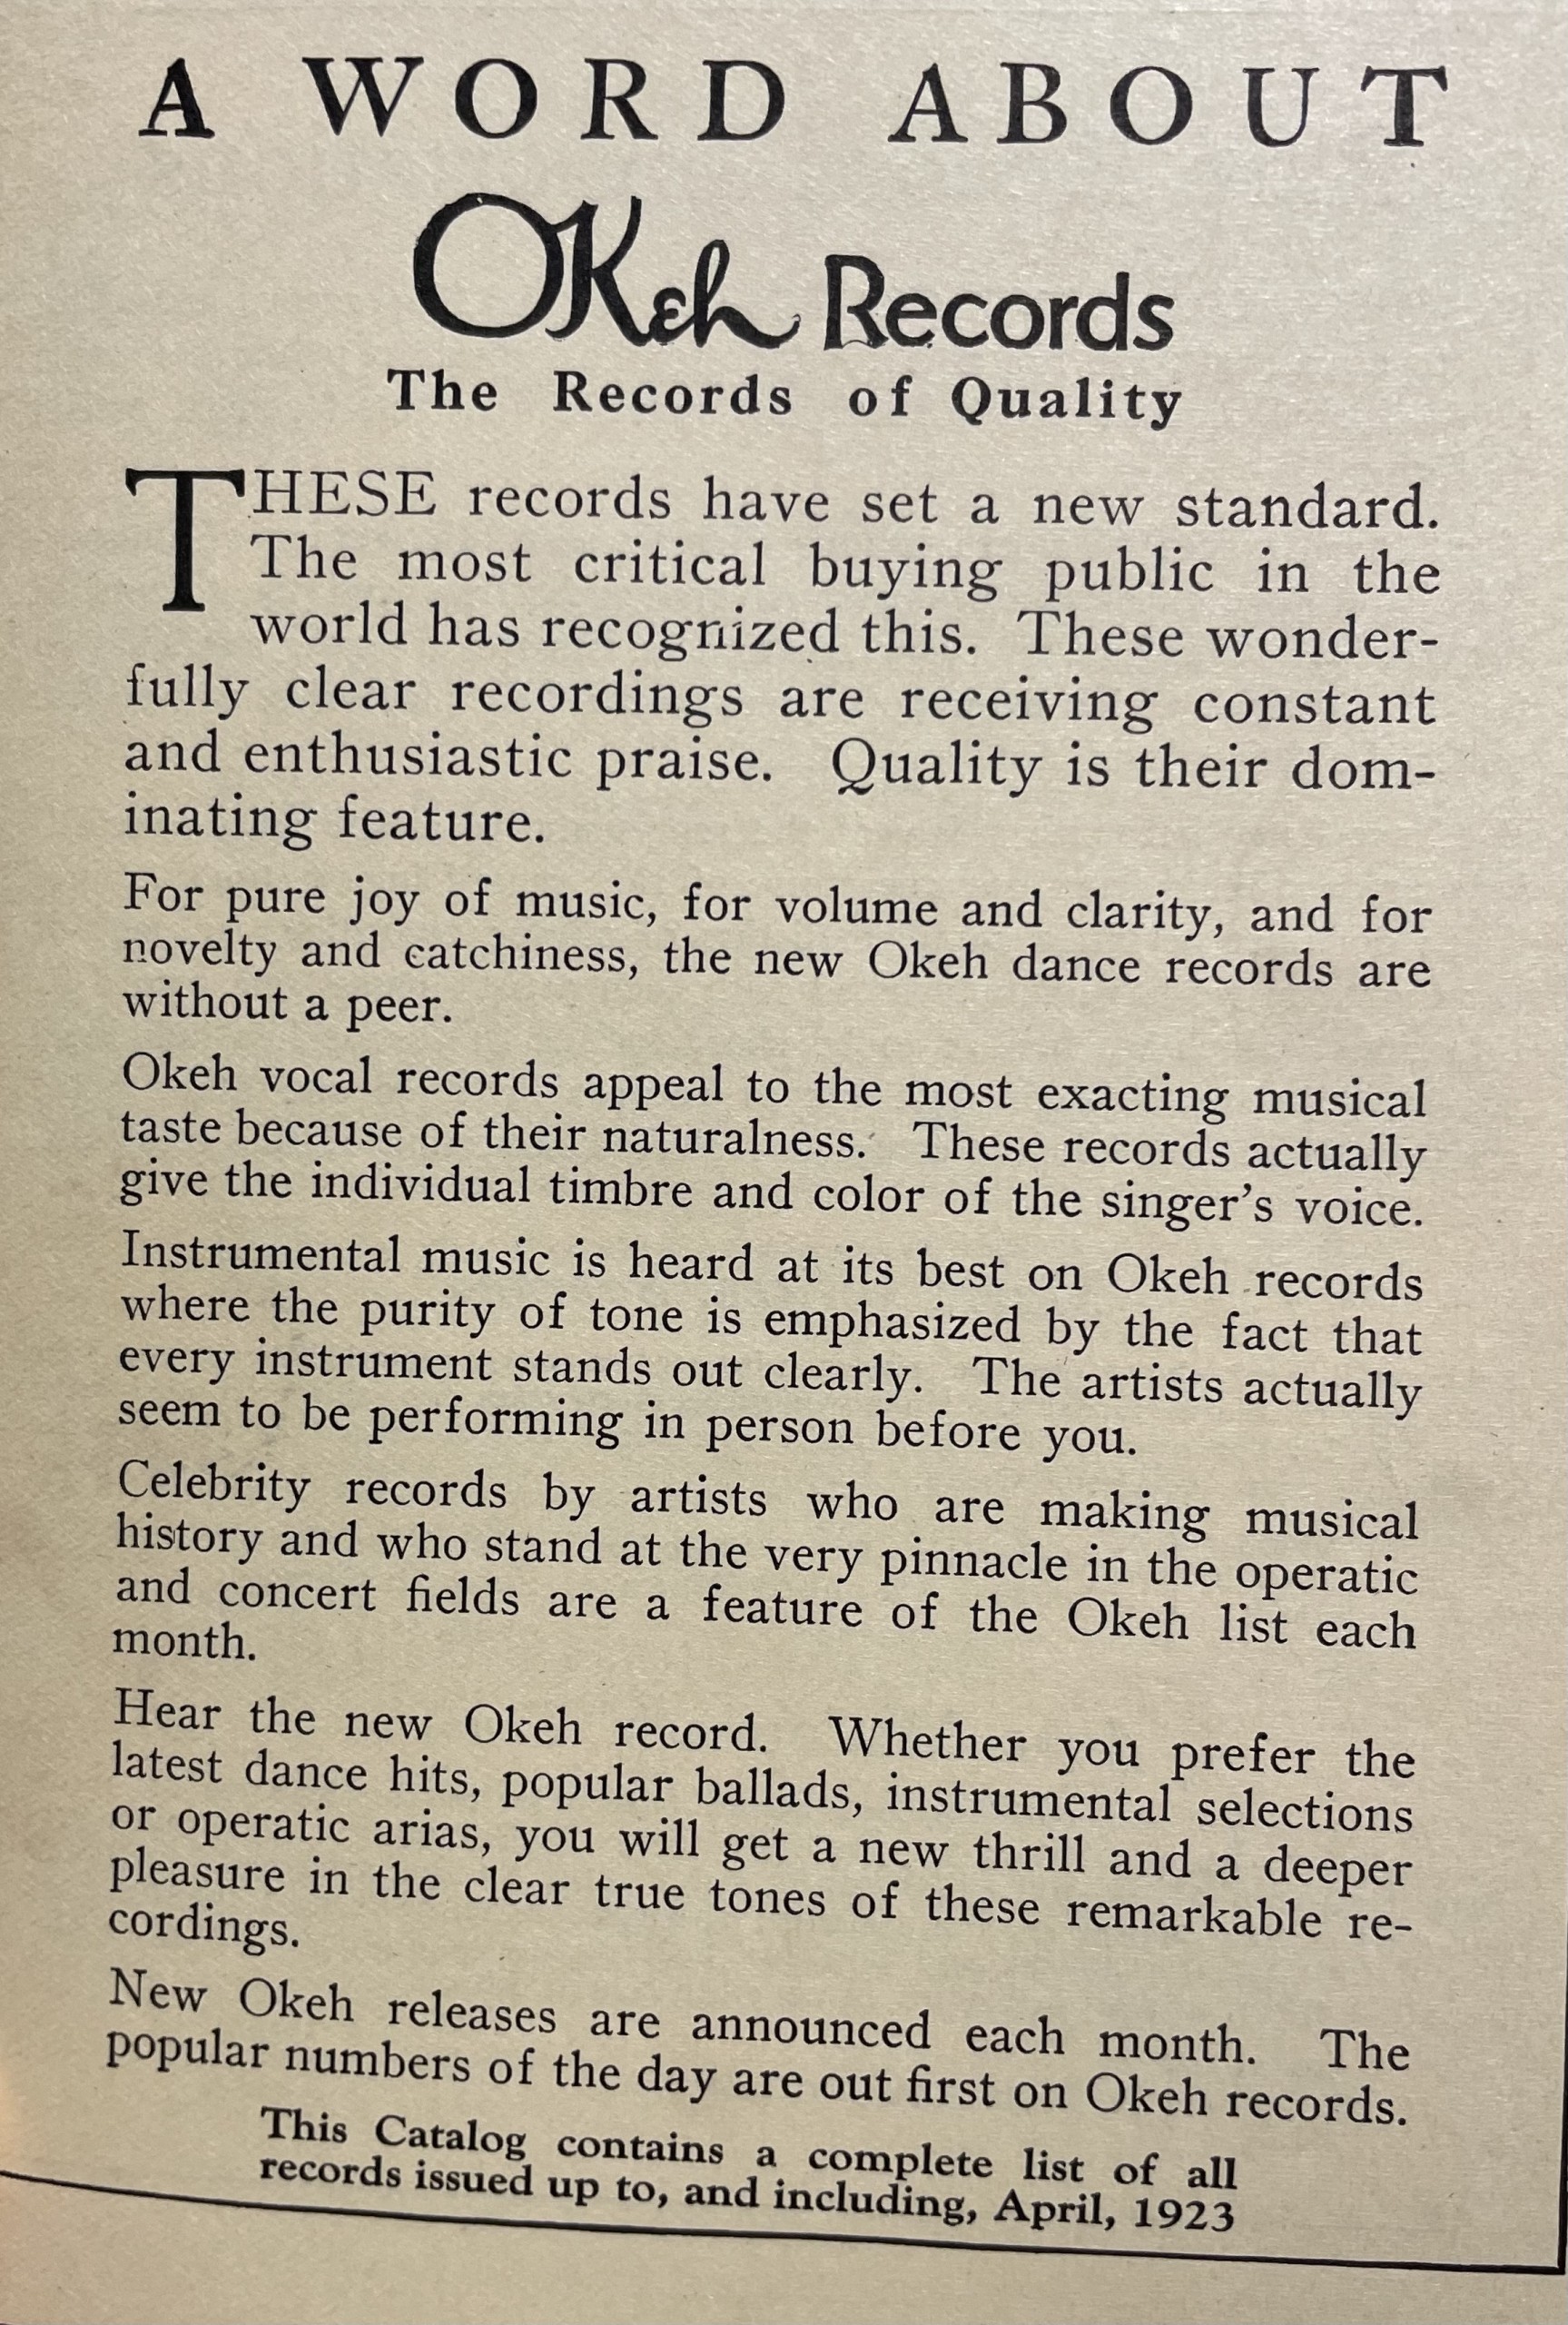 A WORD ABOUT
OKeh Records
The Records of Quality
THESE records have set a new standard.
The most critical buying public in the
world has recognized this. These wonder-
fully clear recordings are receiving constant
and enthusiastic praise. Quality is their dom-
inating feature.
For pure joy of music, for volume and clarity, and for
novelty and catchiness, the new Okeh dance records are
without a peer.
Okeh vocal records appeal to the most exacting musical
taste because of their naturalness. These records actually
give the individual timbre and color of the singer's voice.
Instrumental music is heard at its best on Okeh records
where the purity of tone is emphasized by the fact that
every instrument stands out clearly. The artists actually
seem to be performing in person before you.
Celebrity records by artists who are making musical
history and who stand at the very pinnacle in the operatic
and concert fields are a feature of the Okeh list each
month.
Hear the new Okeh record. Whether you prefer the
latest dance hits, popular ballads, instrumental selections
or operatic arias, you will get a new thrill and a deeper
pleasure in the clear true tones of these remarkable re-
cordings.
New Okeh releases are announced each month. The
popular numbers of the day are out first on Okeh records.
This Catalog contains a complete list of all
records issued up to, and including, April, 1923